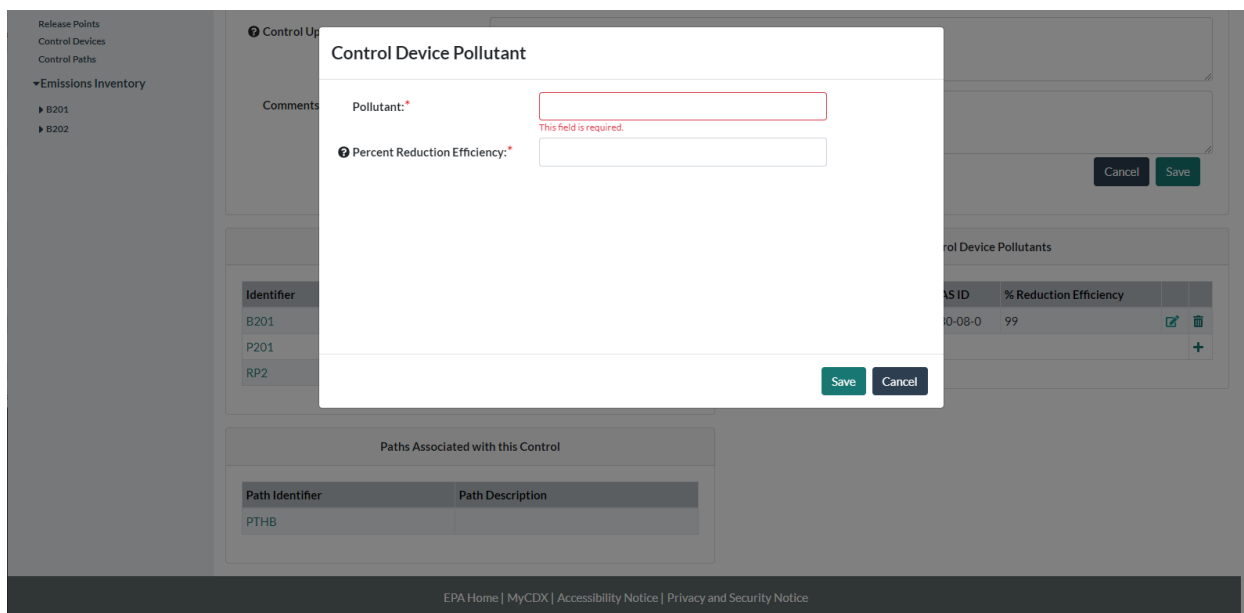 Release Points
Control Devices
Control Paths
Emissions Inventory
B201
B202
Control Up
Comments
Control Device Pollutant
Pollutant:*
This field is required.
Percent Reduction Efficiency:*
Save Cancel
Cancel Save
Identifier
B201
P201
RP2
rol Device Pollutants
AS ID % Reduction Efficiency
0-08-0 99
Paths Associated with this Control
Path Identifier Path Description
PTHB
EPA Home | MyCDX | Accessibility Notice | Privacy and Security Notice